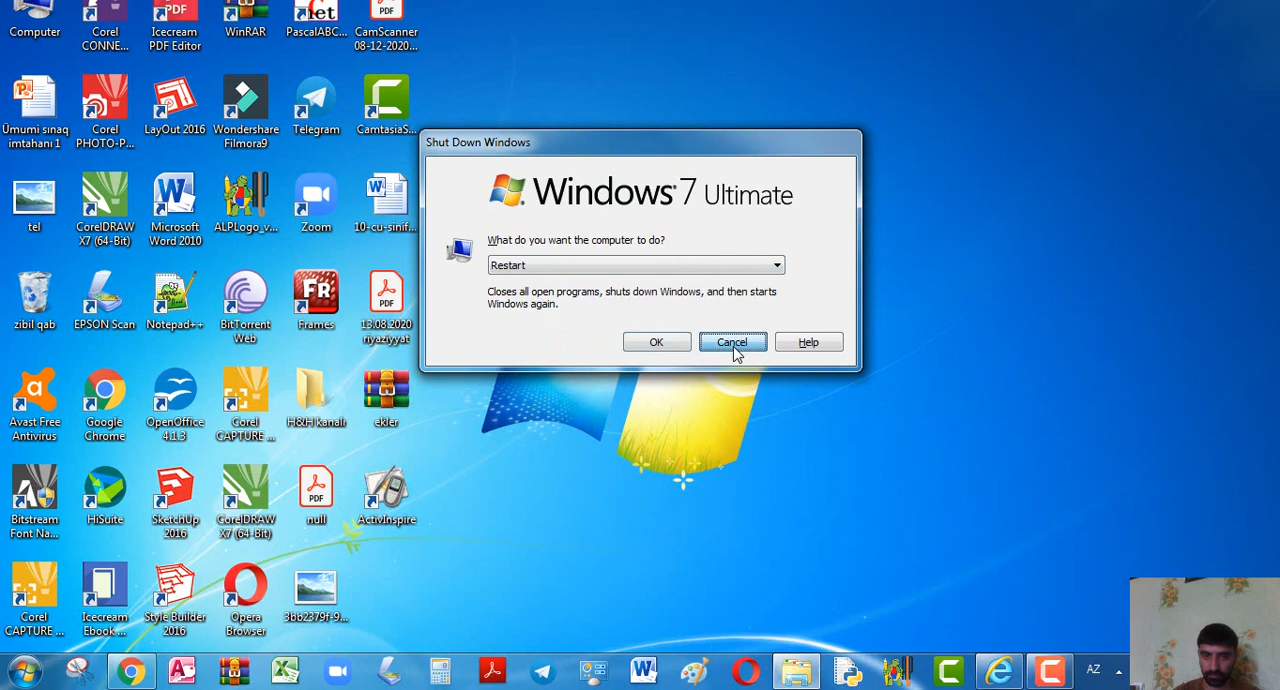 Computer
Corel
CONNE...
Icecream
PDF Editor
WinRAR
PascalABC...
CamScanner
08-12-2020...
Ümumi sınaq
imtahanı 1
Corel
PHOTO-P...
LayOut 2016
Wondershare
Filmora9
Telegram
CamtasiaS...
tel
CorelDRAW
X7 (64-Bit)
Microsoft
Word 2010
ALPLogo_v...
Zoom
10-cu-sinif...
zibil qab
EPSON Scan
Notepad++
BitTorrent
Web
Frames
13.08.2020
riyaziyyat
Avast Free
Antivirus
Google
Chrome
OpenOffice
4.1.3
Corel
CAPTURE ...
H&H kanalı
ekler
Bitstream
Font Na...
HiSuite
SketchUp
2016
CorelDRAW
X7 (64-Bit)
null
ActivInspire
Corel
CAPTURE ...
Icecream
Ebook ...
Style Builder
2016
Opera
Browser
3bb2379f-9...
Shut Down Windows
Windows 7 Ultimate
What do you want the computer to do?
Restart
Closes all open programs, shuts down Windows, and then starts
Windows again.
OK
Cancel
Help
AZ